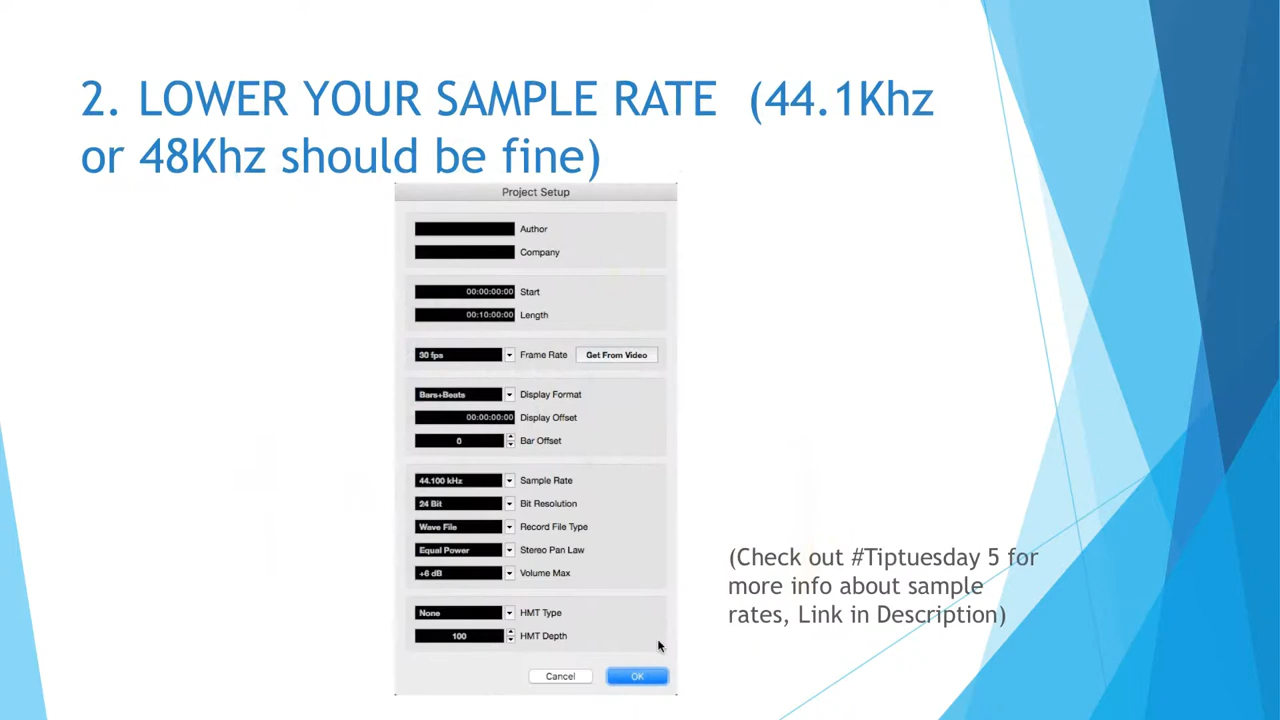 2. LOWER YOUR SAMPLE RATE (44.1Khz
or 48Khz should be fine)
Project Setup
Author
Company
00:00:00:00 Start
00:10:00:00 Length
30 fps Frame Rate Get From Video
Bars+Beats Display Format
00:00:00:00 Display Offset
0 Bar Offset
44.100 kHz Sample Rate
24 Bit Bit Resolution
Wave File Record File Type
Equal Power Stereo Pan Law
+6 dB Volume Max
None HMT Type
100 HMT Depth
Cancel OK
(Check out #Tiptuesday 5 for
more info about sample
rates, Link in Description)